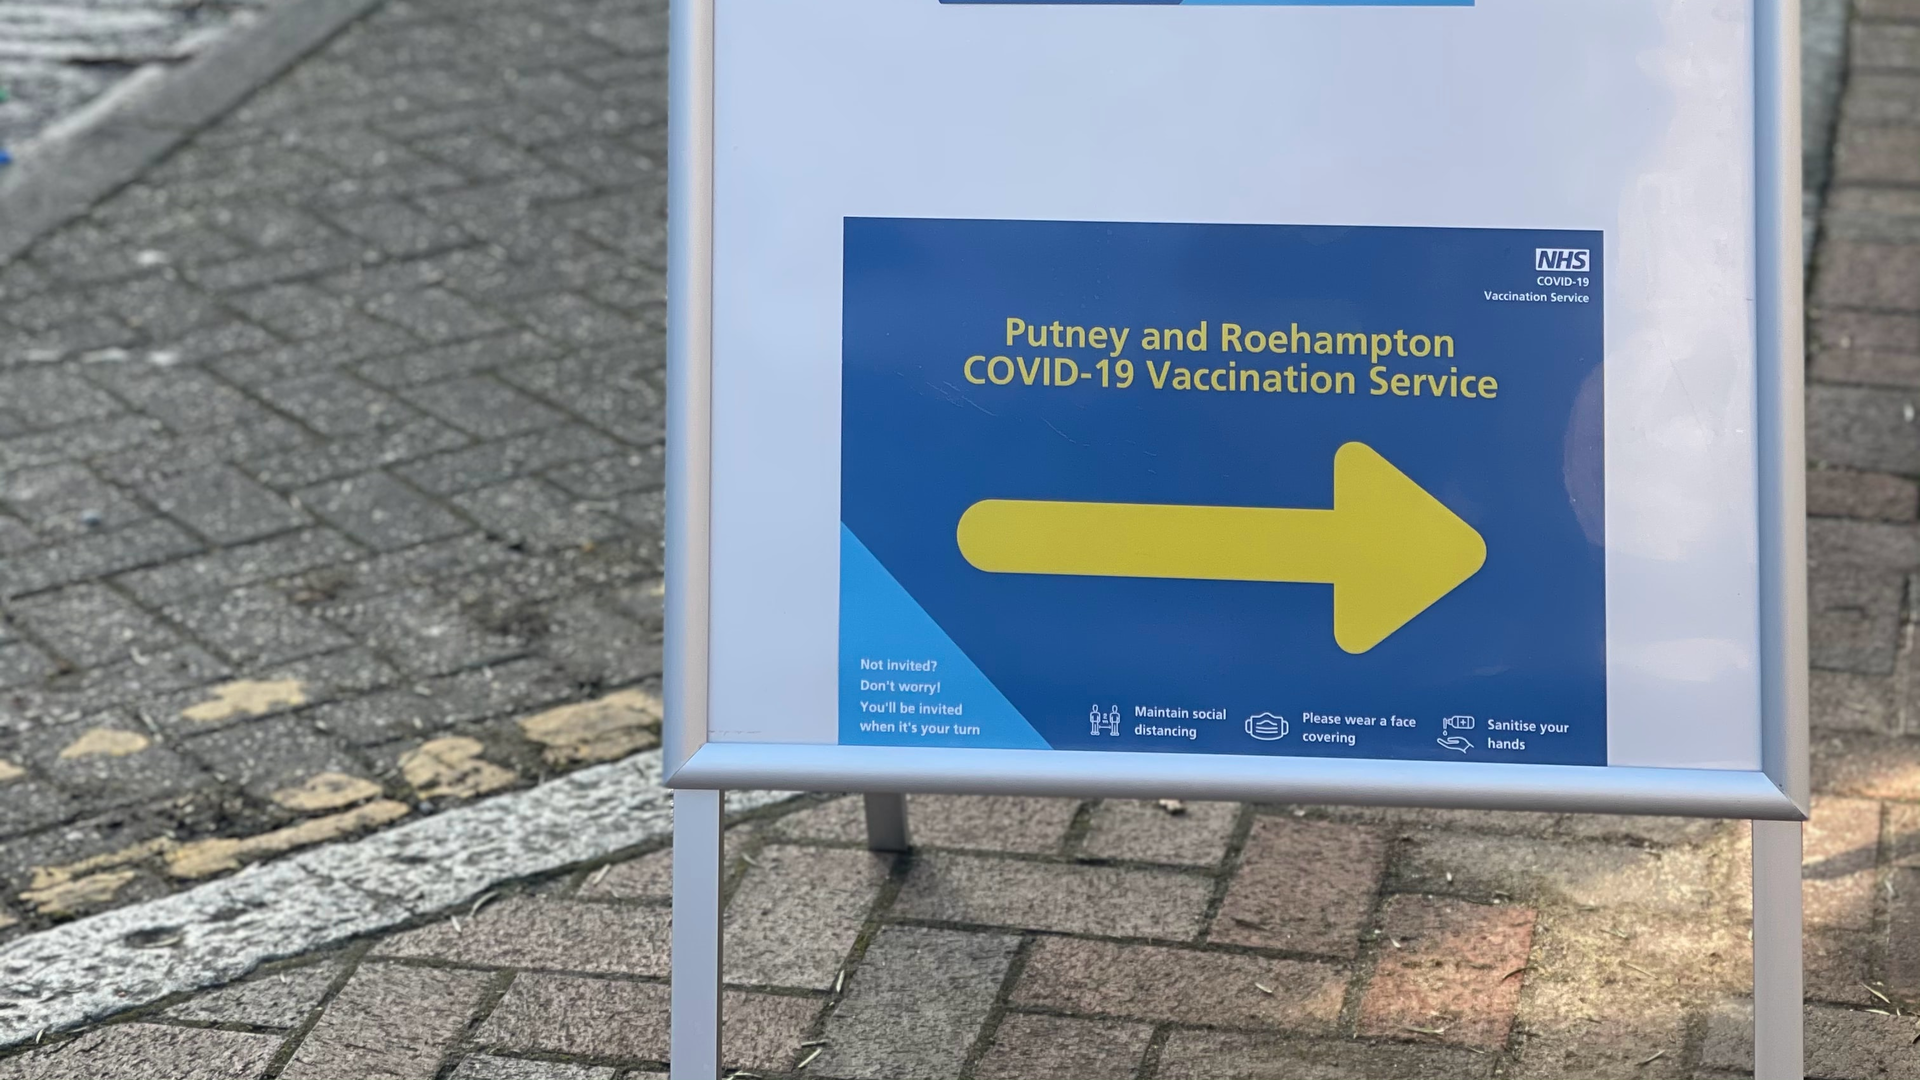 NHS
COVID-19
Vaccination Service
Putney and Roehampton
COVID-19 Vaccination Service
Not invited?
Don't worry!
You'll be invited
when it's your turn
Maintain social
distancing
Please wear a face
covering
Sanitise your
hands